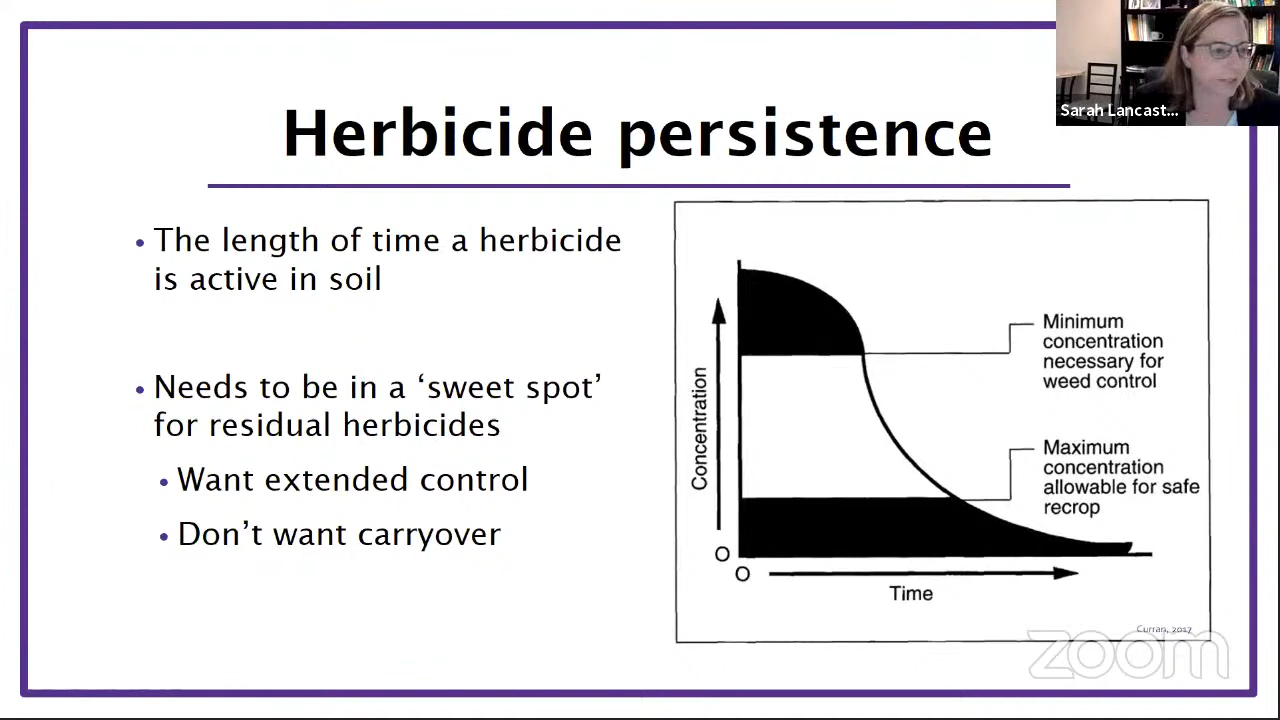 Sarah Lancast...
Herbicide persistence
• The length of time a herbicide
is active in soil
• Needs to be in a ‘sweet spot’
for residual herbicides
• Want extended control
• Don’t want carryover
Concentration
Minimum
concentration
necessary for
weed control
Maximum
concentration
allowable for safe
recrop
O
O
Time
Curran, 2017
zoom